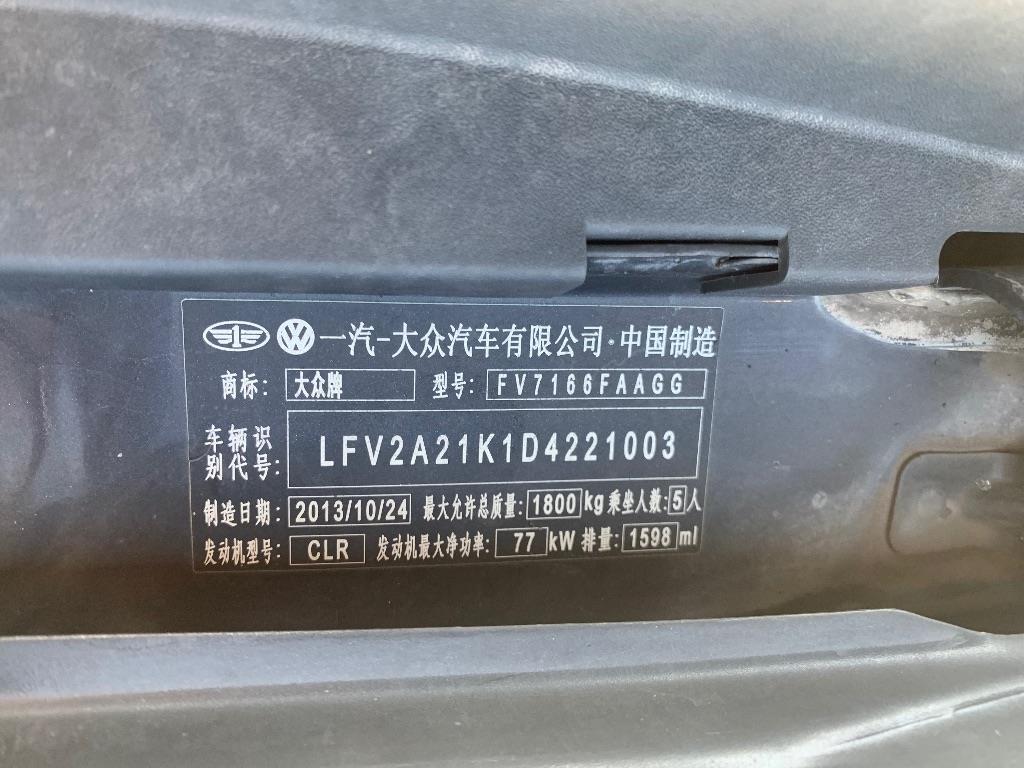 一汽-大众汽车有限公司·中国制造
商标: 大众牌 型号: FV7166FAAGG
车辆识别代号: LFV2A21K1D4221003
制造日期: 2013/10/24 最大允许总质量: 1800 kg 乘坐人数: 5 人
发动机型号: CLR 发动机最大净功率: 77 kW 排量: 1598 ml